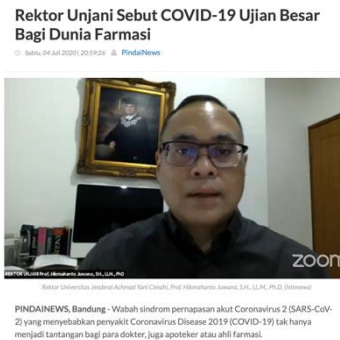 Rektor Unjani Sebut COVID-19 Ujian Besar
Bagi Dunia Farmasi
Sabtu, 04 Juli 2020 | 20:59:26 PindaiNews
REKTOR UNJANI Prof. Hikmahanto Juwana, SH., LL.M., PhD
zoom
Rektor Universitas Jenderal Achmad Yani Cimahi, Prof. Hikmahanto Juwana, S.H., LL.M., Ph.D. (istimewa)
PINDAINEWS, Bandung - Wabah sindrom pernapasan akut Coronavirus 2 (SARS-CoV-
2) yang menyebabkan penyakit Coronavirus Disease 2019 (COVID-19) tak hanya
menjadi tantangan bagi para dokter, juga apoteker atau ahli farmasi.